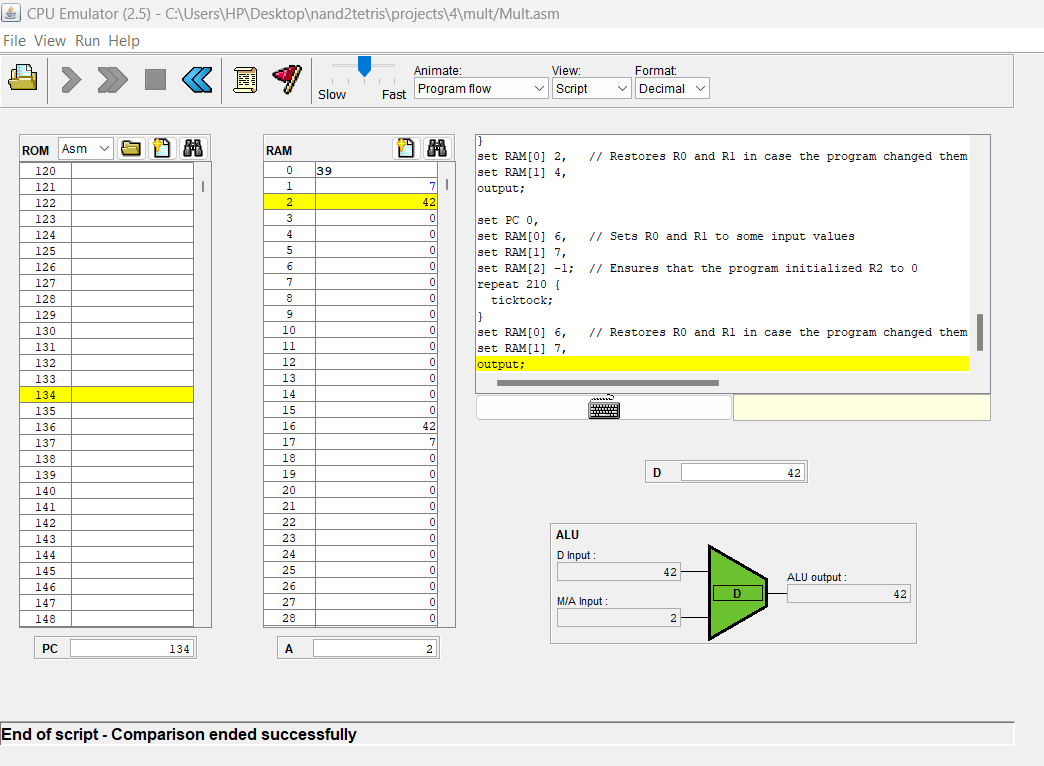 CPU Emulator (2.5) - C:\Users\HP\Desktop\nand2tetris\projects\4\mult/Mult.asm
File View Run Help
Slow Fast
Animate:
Program flow
View:
Script
Format:
Decimal
ROM Asm
120
121
122
123
124
125
126
127
128
129
130
131
132
133
134
135
136
137
138
139
140
141
142
143
144
145
146
147
148
PC 134
RAM
0 39
1 7
2 42
3 0
4 0
5 0
6 0
7 0
8 0
9 0
10 0
11 0
12 0
13 0
14 0
15 0
16 42
17 7
18 0
19 0
20 0
21 0
22 0
23 0
24 0
25 0
26 0
27 0
28 0
A 2
}
set RAM[0] 2,   // Restores R0 and R1 in case the program changed them
set RAM[1] 4,
output;
set PC 0,
set RAM[0] 6,   // Sets R0 and R1 to some input values
set RAM[1] 7,
set RAM[2] -1;  // Ensures that the program initialized R2 to 0
repeat 210 {
  ticktock;
}
set RAM[0] 6,   // Restores R0 and R1 in case the program changed them
set RAM[1] 7,
output;
D 42
ALU
D Input :
42
M/A Input :
2
D
ALU output :
42
End of script - Comparison ended successfully